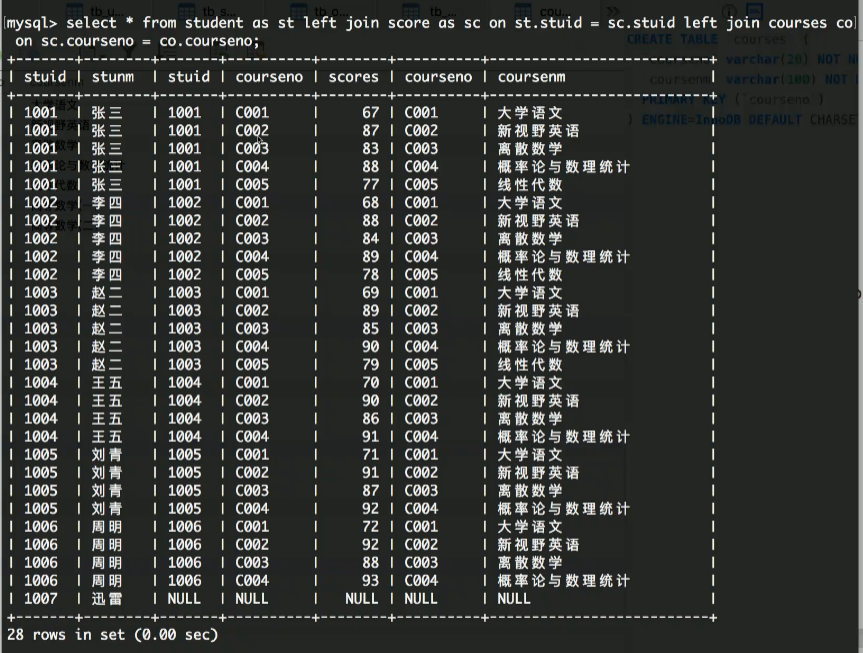 mysql> select * from student as st left join score as sc on st.stuid = sc.stuid left join courses co
on sc.courseno = co.courseno;
| stuid | stunm | stuid | courseno | scores | courseno | coursenm |
| 1001 | 张三 | 1001 | C001 | 67 | C001 | 大学语文 |
| 1001 | 张三 | 1001 | C002 | 87 | C002 | 新视野英语 |
| 1001 | 张三 | 1001 | C003 | 83 | C003 | 离散数学 |
| 1001 | 张三 | 1001 | C004 | 88 | C004 | 概率论与数理统计 |
| 1001 | 张三 | 1001 | C005 | 77 | C005 | 线性代数 |
| 1002 | 李四 | 1002 | C001 | 68 | C001 | 大学语文 |
| 1002 | 李四 | 1002 | C002 | 88 | C002 | 新视野英语 |
| 1002 | 李四 | 1002 | C003 | 84 | C003 | 离散数学 |
| 1002 | 李四 | 1002 | C004 | 89 | C004 | 概率论与数理统计 |
| 1002 | 李四 | 1002 | C005 | 78 | C005 | 线性代数 |
| 1003 | 赵二 | 1003 | C001 | 69 | C001 | 大学语文 |
| 1003 | 赵二 | 1003 | C002 | 89 | C002 | 新视野英语 |
| 1003 | 赵二 | 1003 | C003 | 85 | C003 | 离散数学 |
| 1003 | 赵二 | 1003 | C004 | 90 | C004 | 概率论与数理统计 |
| 1003 | 赵二 | 1003 | C005 | 79 | C005 | 线性代数 |
| 1004 | 王五 | 1004 | C001 | 70 | C001 | 大学语文 |
| 1004 | 王五 | 1004 | C002 | 90 | C002 | 新视野英语 |
| 1004 | 王五 | 1004 | C003 | 86 | C003 | 离散数学 |
| 1004 | 王五 | 1004 | C004 | 91 | C004 | 概率论与数理统计 |
| 1005 | 刘青 | 1005 | C001 | 71 | C001 | 大学语文 |
| 1005 | 刘青 | 1005 | C002 | 91 | C002 | 新视野英语 |
| 1005 | 刘青 | 1005 | C003 | 87 | C003 | 离散数学 |
| 1005 | 刘青 | 1005 | C004 | 92 | C004 | 概率论与数理统计 |
| 1006 | 周明 | 1006 | C001 | 72 | C001 | 大学语文 |
| 1006 | 周明 | 1006 | C002 | 92 | C002 | 新视野英语 |
| 1006 | 周明 | 1006 | C003 | 88 | C003 | 离散数学 |
| 1006 | 周明 | 1006 | C004 | 93 | C004 | 概率论与数理统计 |
| 1007 | 迅雷 | NULL | NULL | NULL | NULL | NULL |
28 rows in set (0.00 sec)
CREATE TABLE `courses` (
varchar(20) NOT
varchar(100) NOT
PRIMARY KEY (`courseno`)
) ENGINE=InnoDB DEFAULT CHARSE